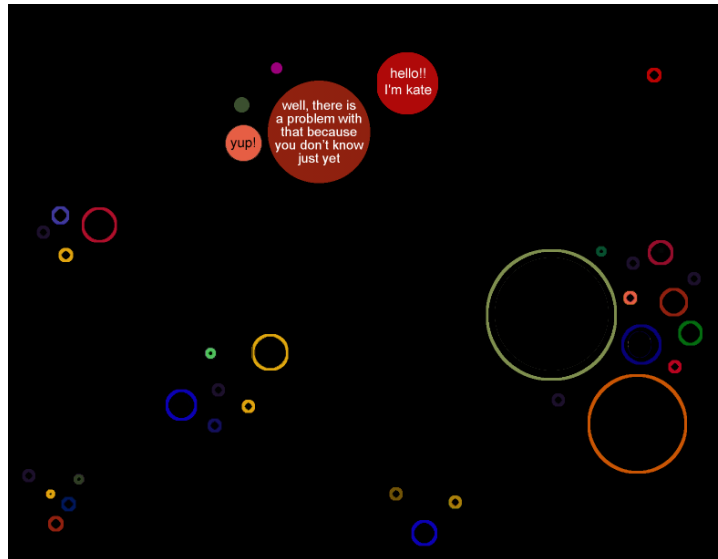 hello!!
I'm kate
well, there is
a problem with
that because
you don't know
just yet
yup!